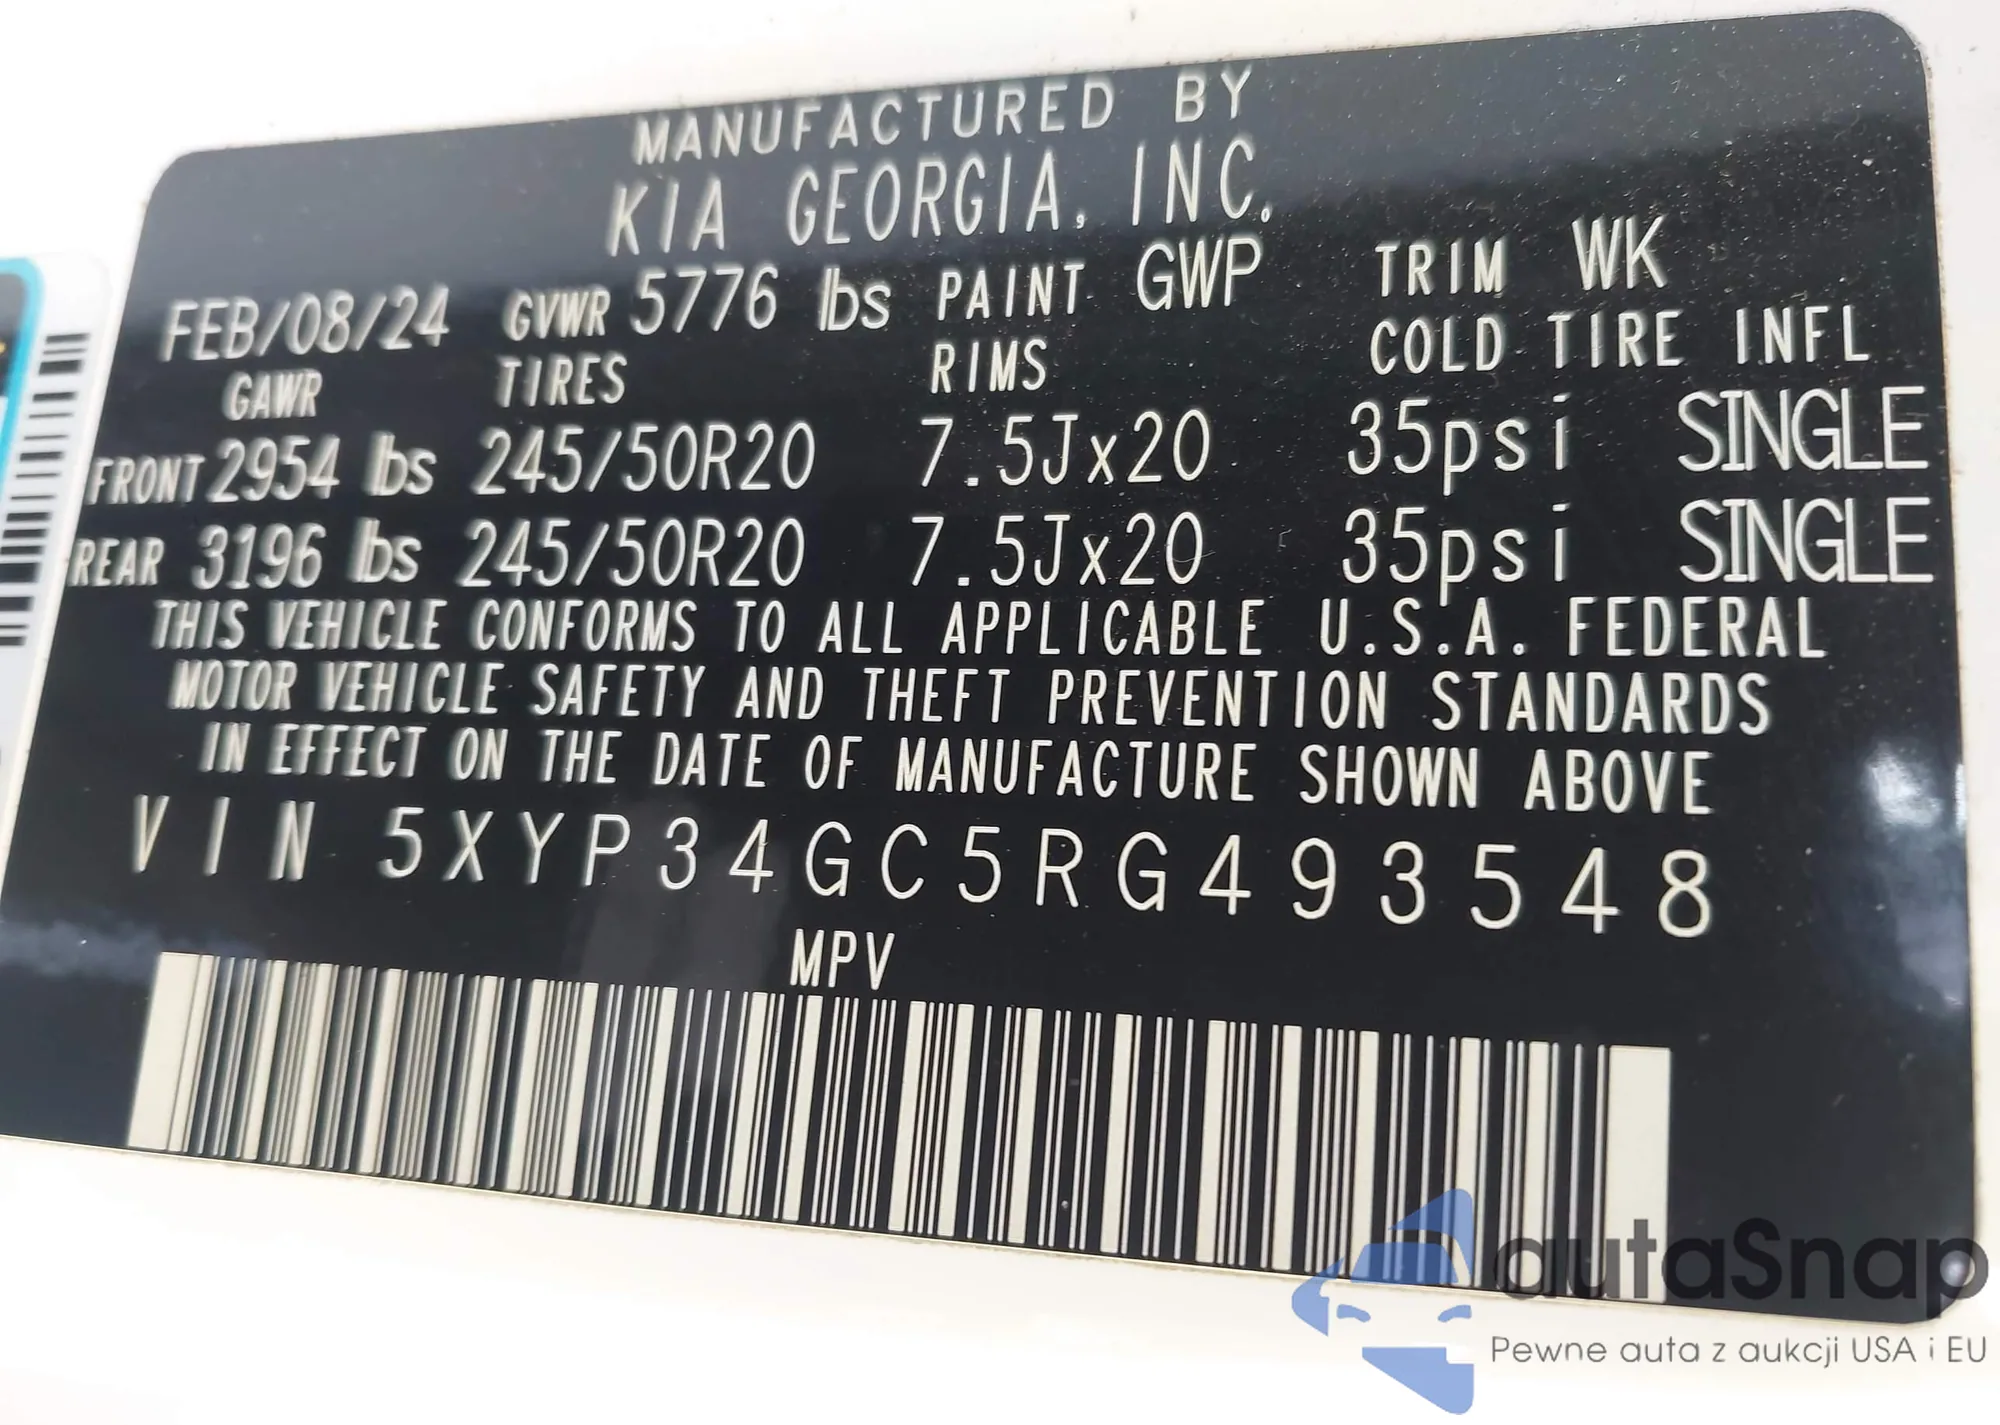 MANUFACTURED BY
KIA GEORGIA, INC.
FEB/08/24 GVWR 5776 lbs PAINT GWP TRIM WK
GAWR TIRES RIMS COLD TIRE INFL
FRONT 2954 lbs 245/50R20 7.5Jx20 35psi SINGLE
REAR 3196 lbs 245/50R20 7.5Jx20 35psi SINGLE
THIS VEHICLE CONFORMS TO ALL APPLICABLE U.S.A. FEDERAL
MOTOR VEHICLE SAFETY AND THEFT PREVENTION STANDARDS
IN EFFECT ON THE DATE OF MANUFACTURE SHOWN ABOVE
VIN 5XYP34GC5RG493548
MPV
autaSnap
Pewne auta z aukcji USA i EU